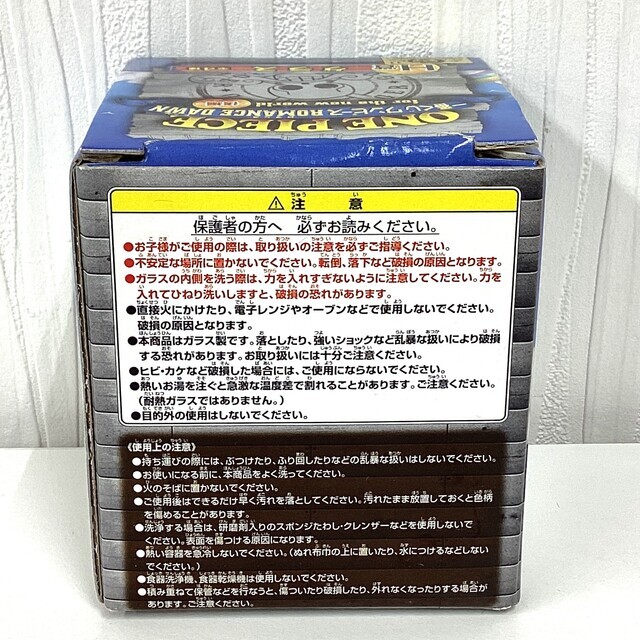 ONE PIECE
一番くじワンピース ROMANCE DAWN
for the new world
⚠注意
保護者の方へ 必ずお読みください。
●お子様がご使用の際は、取り扱いの注意を必ずご指導ください。
●不安定な場所に置かないでください。転倒、落下など破損の原因となります。
●ガラスの内側を洗う際は、力を入れすぎないように注意してください。力を
入れてひねり洗いしますと、破損の恐れがあります。
●直接火にかけたり、電子レンジやオーブンなどで使用しないでください。
破損の原因となります。
●本商品はガラス製です。落としたり、強いショックなど乱暴な扱いにより破損
する恐れがあります。お取り扱いには十分ご注意ください。
●ヒビ・カケなど破損した場合には、ご使用にならないでください。
●熱いお湯を注ぐと急激な温度差で割れることがあります。ご注意ください。
(耐熱ガラスではありません。)
●目的外の使用はしないでください。
《使用上の注意》
●持ち運びの際には、ぶつけたり、ふり回したりなどの乱暴な扱いはしないでください。
●お使いになる前に、本商品をよく洗ってください。
●火のそばに置かないでください。
●ご使用後はできるだけ早く汚れを落としてください。汚れたまま放置しておくと色柄
を傷めることがあります。
●洗浄する場合は、研磨剤入りのスポンジたわし・クレンザーなどを使用しないで
ください。表面を傷つける原因になります。
●熱い容器を急冷しないでください。(ぬれ布巾の上に置いたり、水につけるなどしない
でください。)
●食器洗浄機、食器乾燥機は使用しないでください。
●積み重ねて保管などを行なうと、傷ついたり破損したり、外れなくなったりする場合が
あります。ご注意ください。